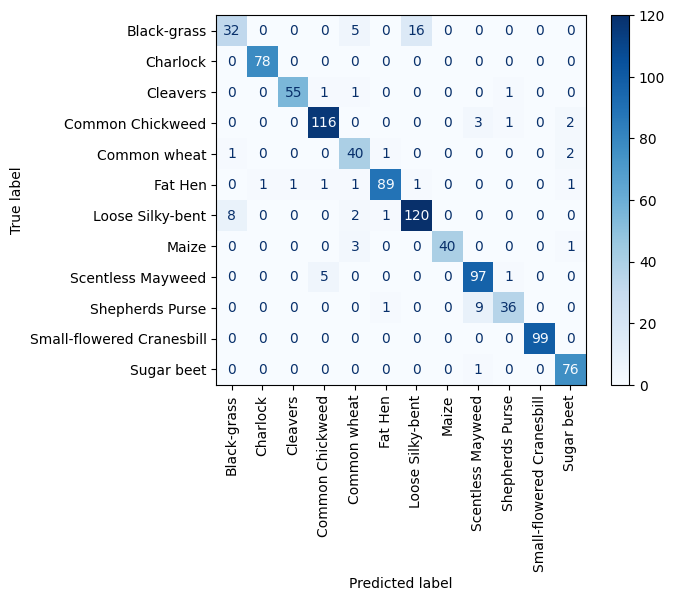 True label
Black-grass 32 0 0 0 5 0 16 0 0 0 0 0
Charlock 0 78 0 0 0 0 0 0 0 0 0 0
Cleavers 0 0 55 1 1 0 0 0 0 1 0 0
Common Chickweed 0 0 0 116 0 0 0 0 3 1 0 2
Common wheat 1 0 0 0 40 1 0 0 0 0 0 2
Fat Hen 0 1 1 1 1 89 1 0 0 0 0 1
Loose Silky-bent 8 0 0 0 2 1 120 0 0 0 0 0
Maize 0 0 0 0 3 0 0 40 0 0 0 1
Scentless Mayweed 0 0 0 5 0 0 0 0 97 1 0 0
Shepherds Purse 0 0 0 0 0 1 0 0 9 36 0 0
Small-flowered Cranesbill 0 0 0 0 0 0 0 0 0 0 99 0
Sugar beet 0 0 0 0 0 0 0 0 1 0 0 76
Black-grass
Charlock
Cleavers
Common Chickweed
Common wheat
Fat Hen
Loose Silky-bent
Maize
Scentless Mayweed
Shepherds Purse
Small-flowered Cranesbill
Sugar beet
Predicted label
120
100
80
60
40
20
0